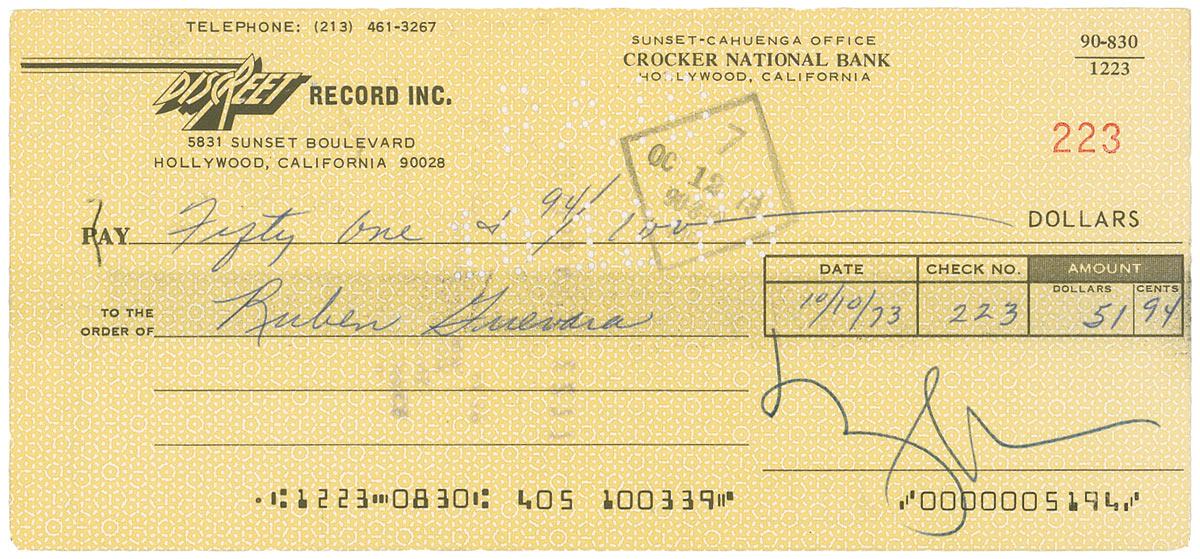 TELEPHONE: (213) 461-3267
DISCREET RECORD INC.
5831 SUNSET BOULEVARD
HOLLYWOOD, CALIFORNIA 90028
SUNSET-CAHUENGA OFFICE
CROCKER NATIONAL BANK
HOLLYWOOD, CALIFORNIA
90-830
1223
223
OC 12 73
PAY Fifty One & 94/100 DOLLARS
DATE CHECK NO. AMOUNT
DOLLARS CENTS
10/10/73 223 51 94
TO THE
ORDER OF Ruben Guevara
1223 0830 405 100339 0000005194